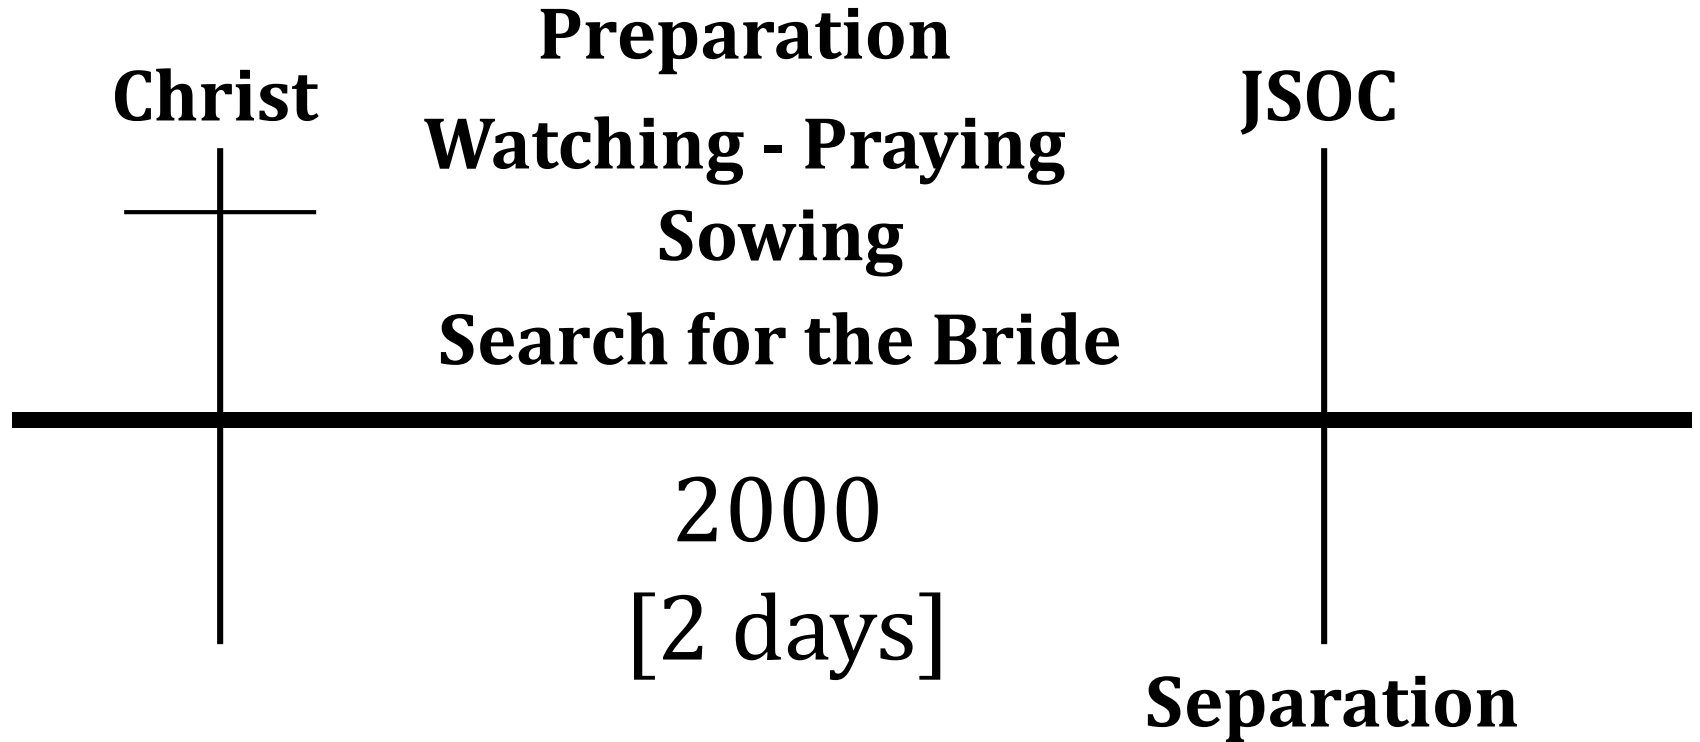 Preparation
Christ
JSOC
Watching - Praying
Sowing
Search for the Bride
2000
[2 days]
Separation